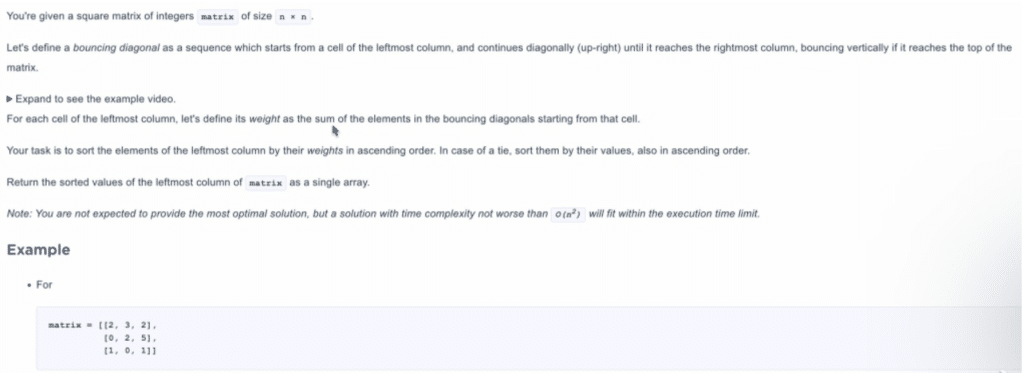 You're given a square matrix of integers matrix of size n × n .
Let's define a bouncing diagonal as a sequence which starts from a cell of the leftmost column, and continues diagonally (up-right) until it reaches the rightmost column, bouncing vertically if it reaches the top of the
matrix.
▶ Expand to see the example video.
For each cell of the leftmost column, let's define its weight as the sum of the elements in the bouncing diagonals starting from that cell.
Your task is to sort the elements of the leftmost column by their weights in ascending order. In case of a tie, sort them by their values, also in ascending order.
Return the sorted values of the leftmost column of matrix as a single array.
Note: You are not expected to provide the most optimal solution, but a solution with time complexity not worse than O(n²) will fit within the execution time limit.
Example
• For
matrix = [[2, 3, 2],
[0, 2, 5],
[1, 0, 1]]